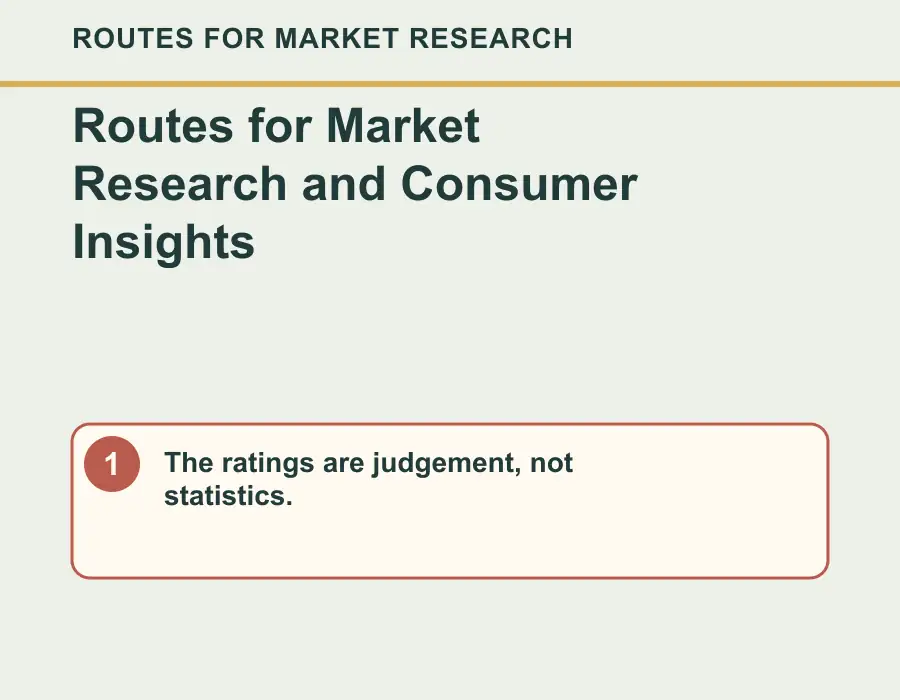 ROUTES FOR MARKET RESEARCH
Routes for Market
Research and Consumer
Insights
1
The ratings are judgement, not
statistics.